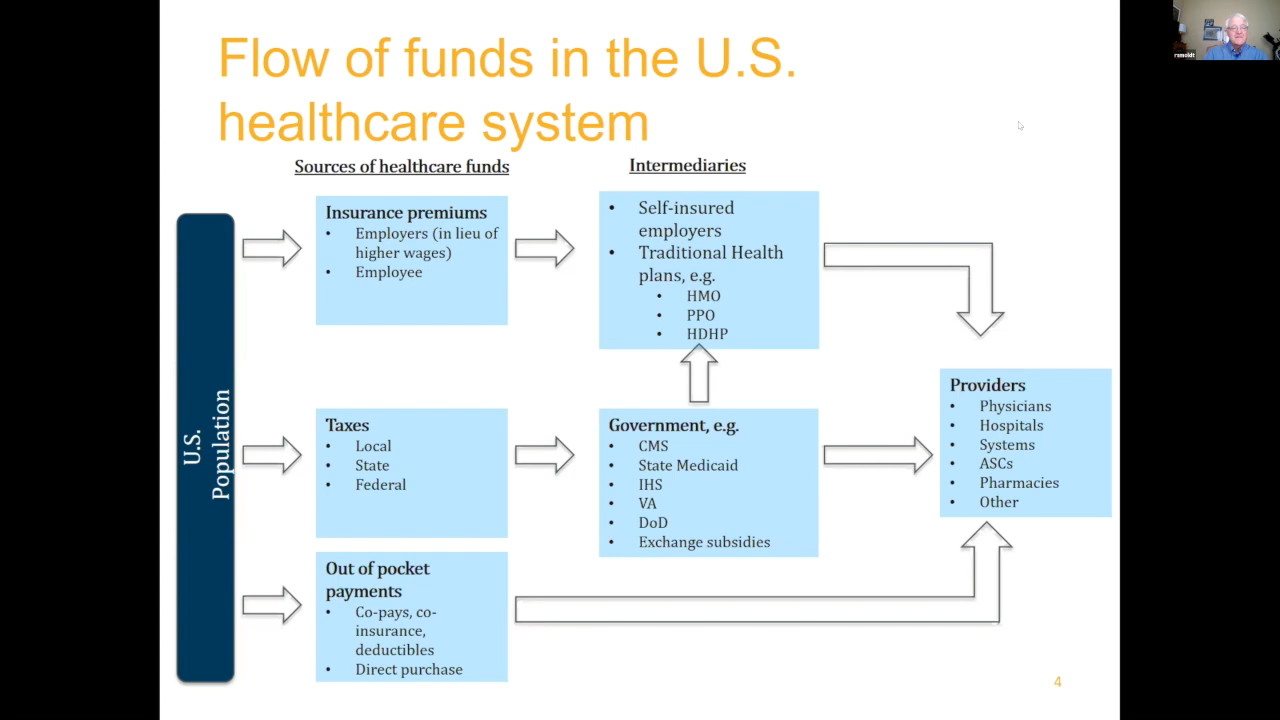 Flow of funds in the U.S.
healthcare system
Sources of healthcare funds
Intermediaries
U.S.
Population
Insurance premiums
• Employers (in lieu of
higher wages)
• Employee
• Self-insured
employers
• Traditional Health
plans, e.g.
• HMO
• PPO
• HDHP
Taxes
• Local
• State
• Federal
Government, e.g.
• CMS
• State Medicaid
• IHS
• VA
• DoD
• Exchange subsidies
Providers
• Physicians
• Hospitals
• Systems
• ASCs
• Pharmacies
• Other
Out of pocket
payments
• Co-pays, co-
insurance,
deductibles
• Direct purchase
4
ramoldt